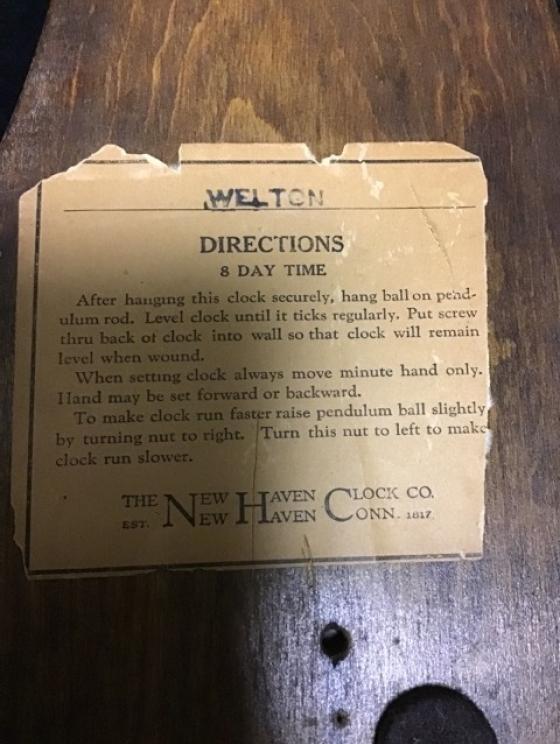 WELTON
DIRECTIONS
8 DAY TIME
After hanging this clock securely, hang ball on pend-
ulum rod. Level clock until it ticks regularly. Put screw
thru back of clock into wall so that clock will remain
level when wound.
When setting clock always move minute hand only.
Hand may be set forward or backward.
To make clock run faster raise pendulum ball slightly
by turning nut to right. Turn this nut to left to make
clock run slower.
THE NEW HAVEN CLOCK CO.
EST. NEW HAVEN CONN. 1817